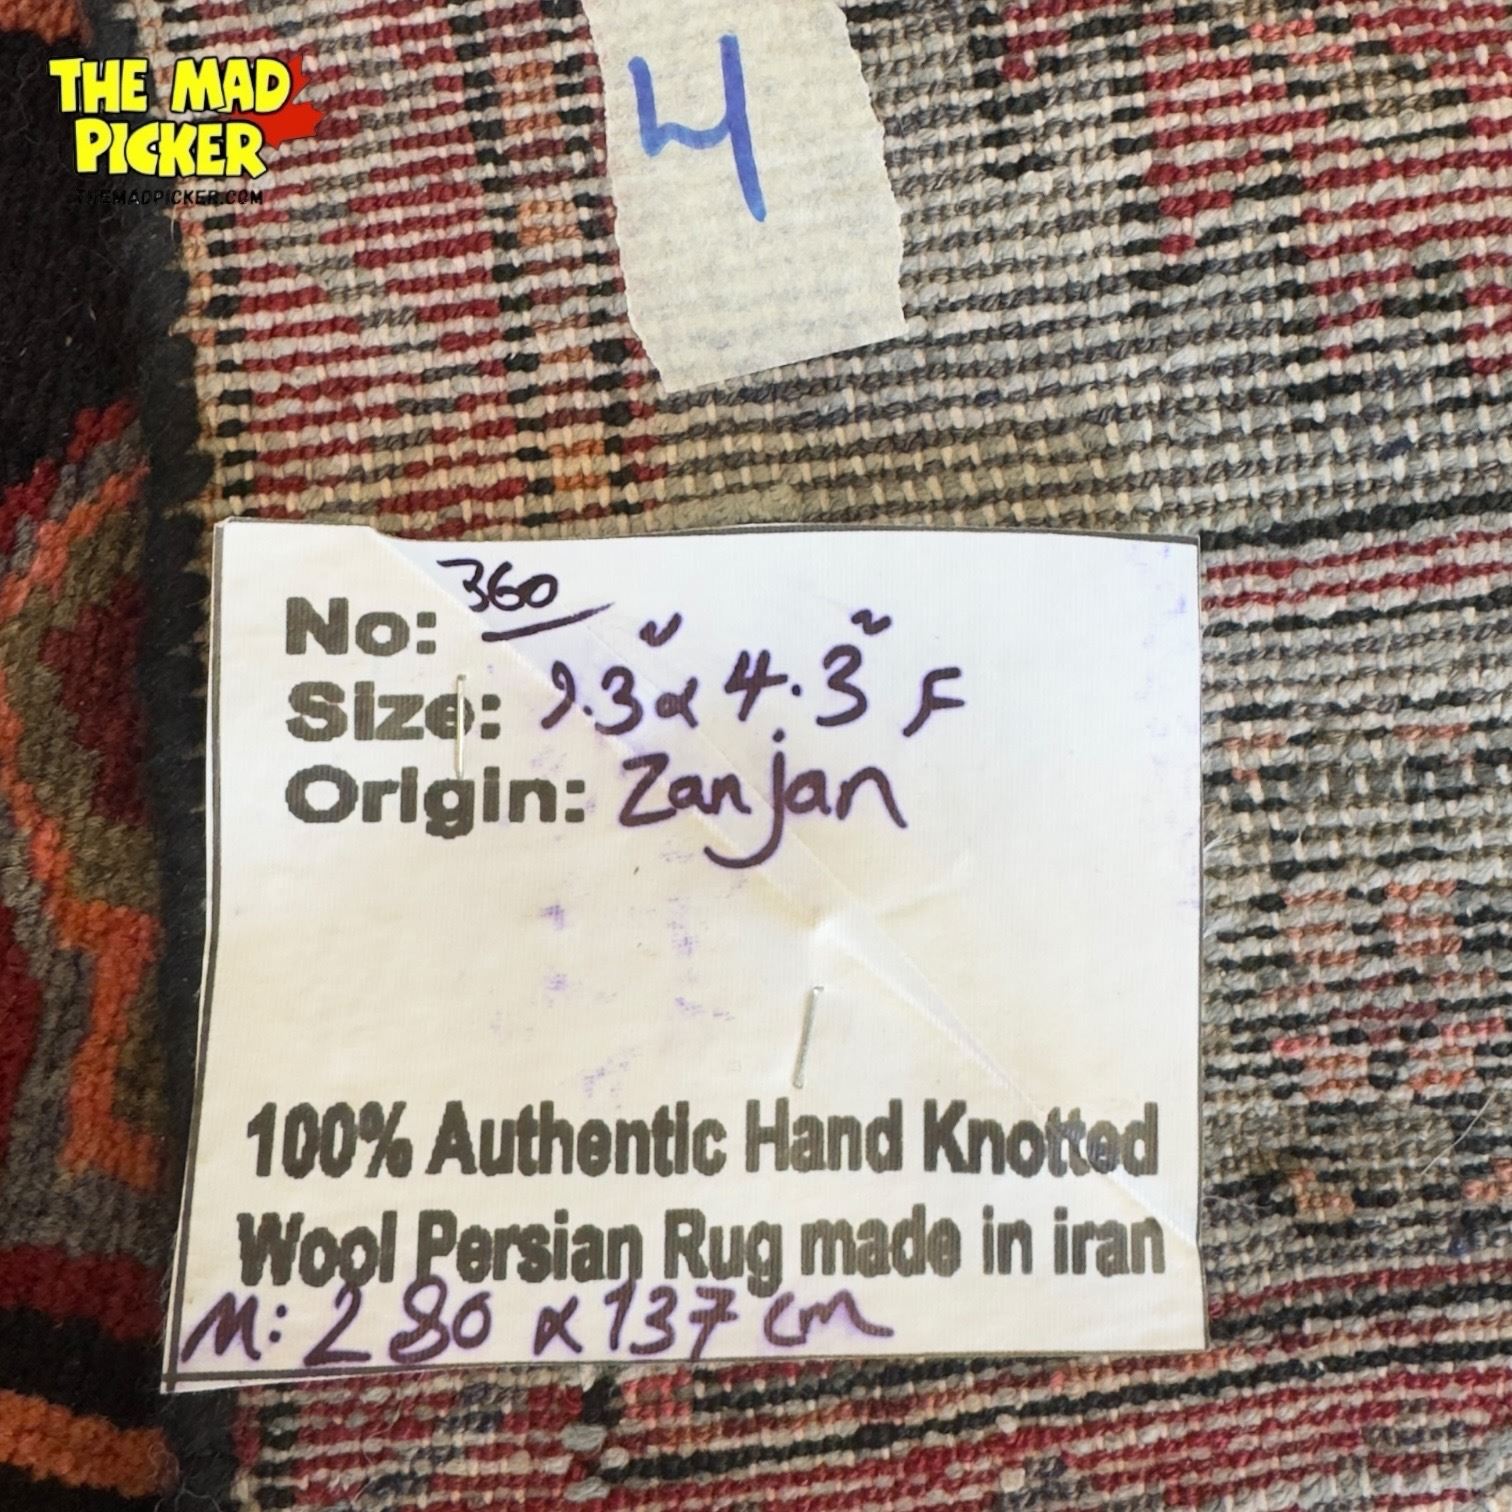 THE MAD
PICKER
THEMADPICKER.COM
4
No: 360
Size: 9.3" x 4.3" F
Origin: Zanjan
100% Authentic Hand Knotted
Wool Persian Rug made in iran
M: 280 x 137 cm